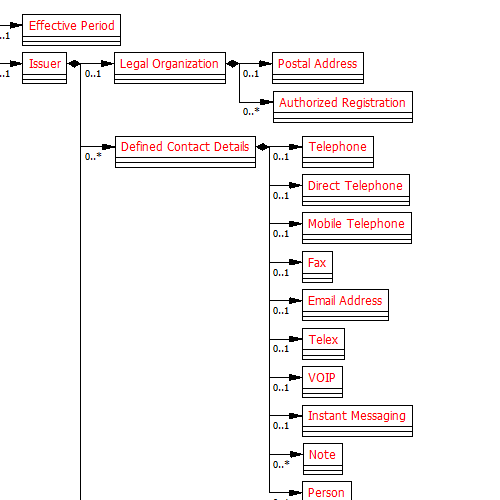 Effective Period
0..1
Issuer
0..1
Legal Organization
0..1
Postal Address
0..1
Authorized Registration
0..*
Defined Contact Details
0..*
Telephone
0..1
Direct Telephone
0..1
Mobile Telephone
0..1
Fax
0..1
Email Address
0..1
Telex
0..1
VOIP
0..1
Instant Messaging
0..1
Note
0..*
Person